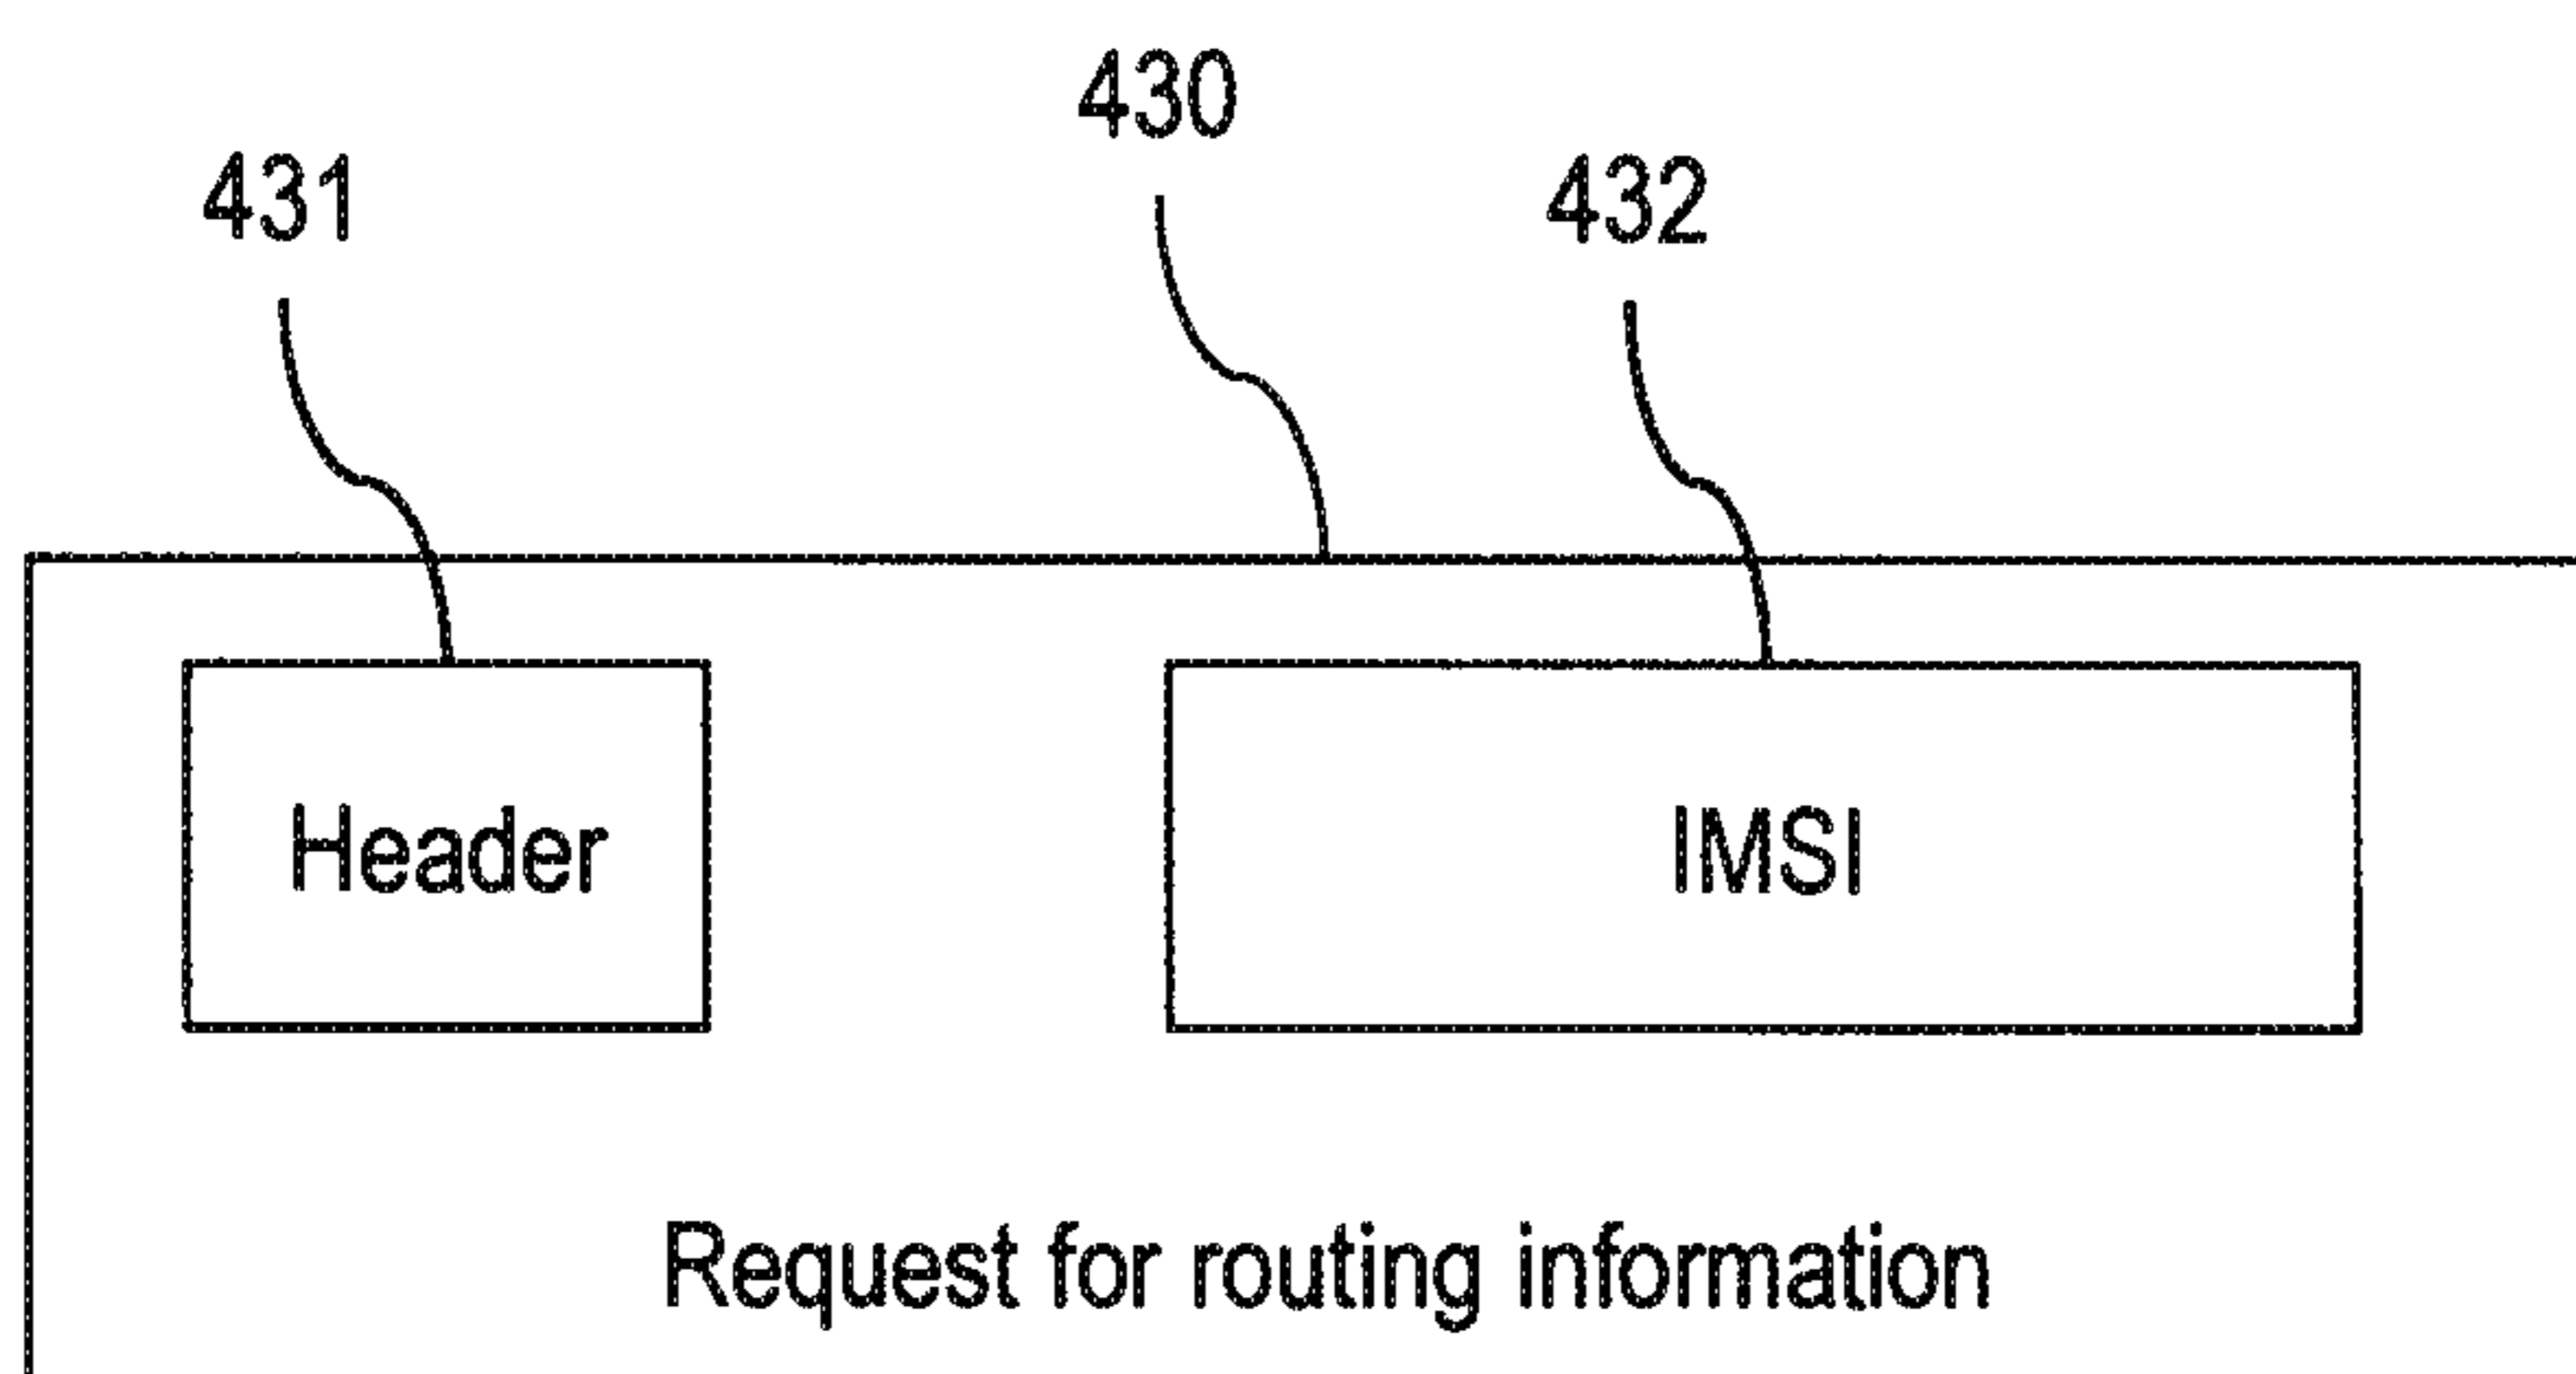 430
431
432
Header
IMSI
Request for routing information